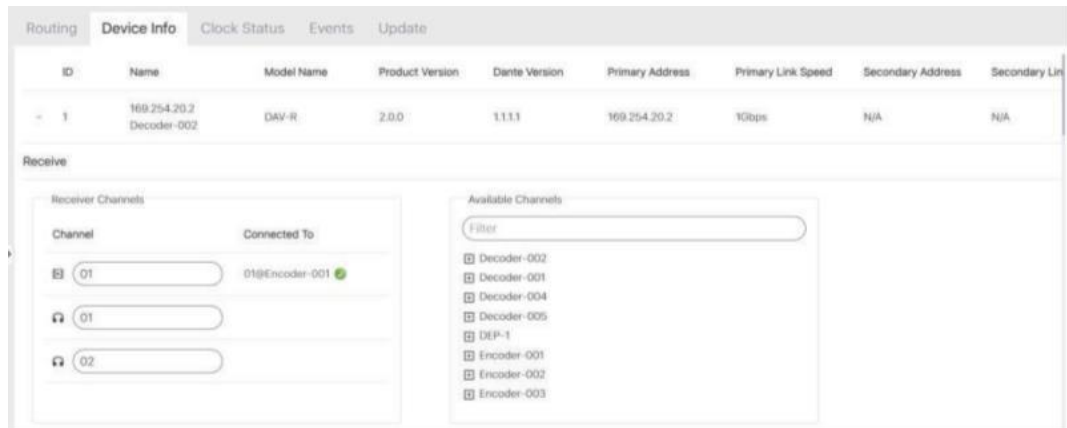 Routing Device Info Clock Status Events Update
ID Name Model Name Product Version Dante Version Primary Address Primary Link Speed Secondary Address Secondary Lin
- 1 169.254.20.2 DAV-R 2.0.0 1.1.1.1 169.254.20.2 1Gbps N/A N/A
Decoder-002
Receive
Receiver Channels
Channel Connected To
01 01@Encoder-001
01
02
Available Channels
Filter
Decoder-002
Decoder-001
Decoder-004
Decoder-005
DEP-1
Encoder-001
Encoder-002
Encoder-003